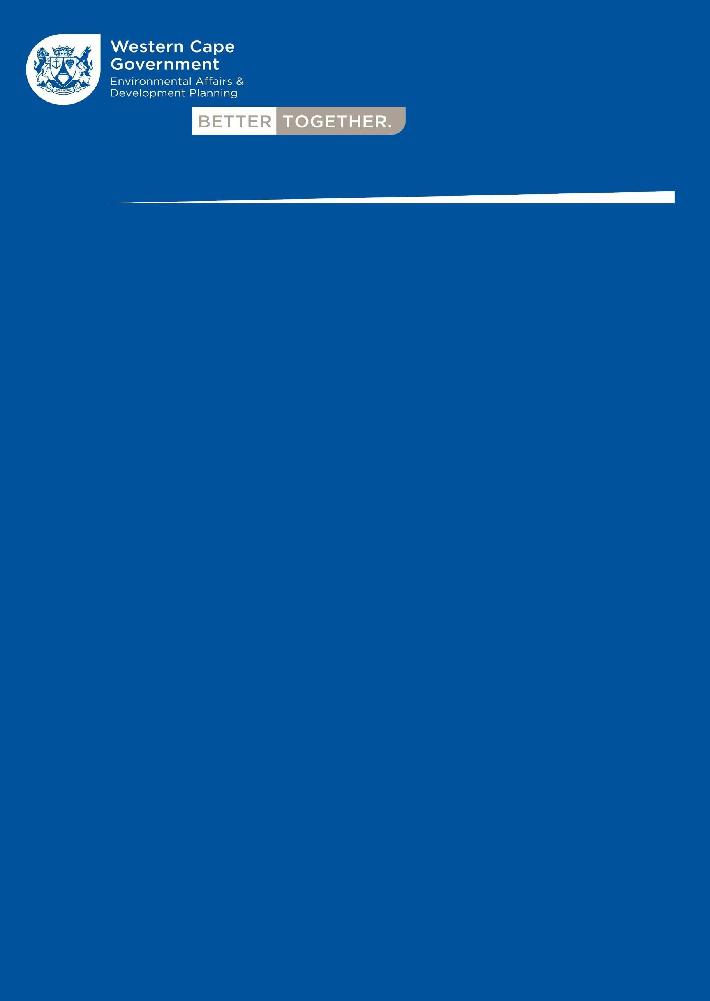 Western Cape
Government
Environmental Affairs &
Development Planning
BETTER TOGETHER.